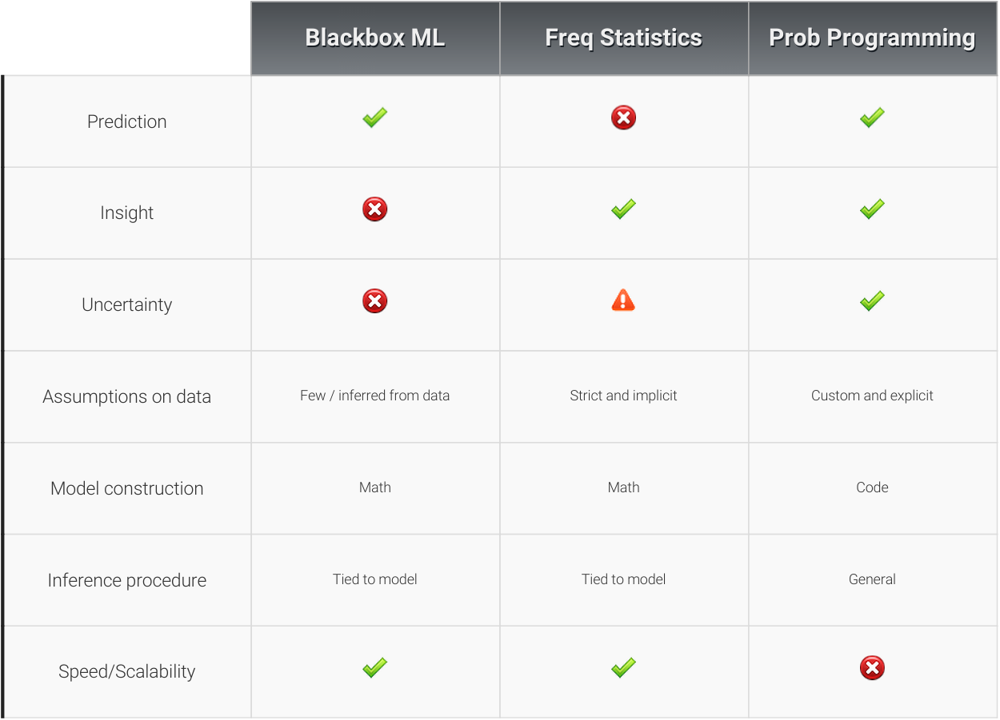 Blackbox ML
Freq Statistics
Prob Programming
Prediction
Insight
Uncertainty
Assumptions on data
Few / inferred from data
Strict and implicit
Custom and explicit
Model construction
Math
Math
Code
Inference procedure
Tied to model
Tied to model
General
Speed/Scalability